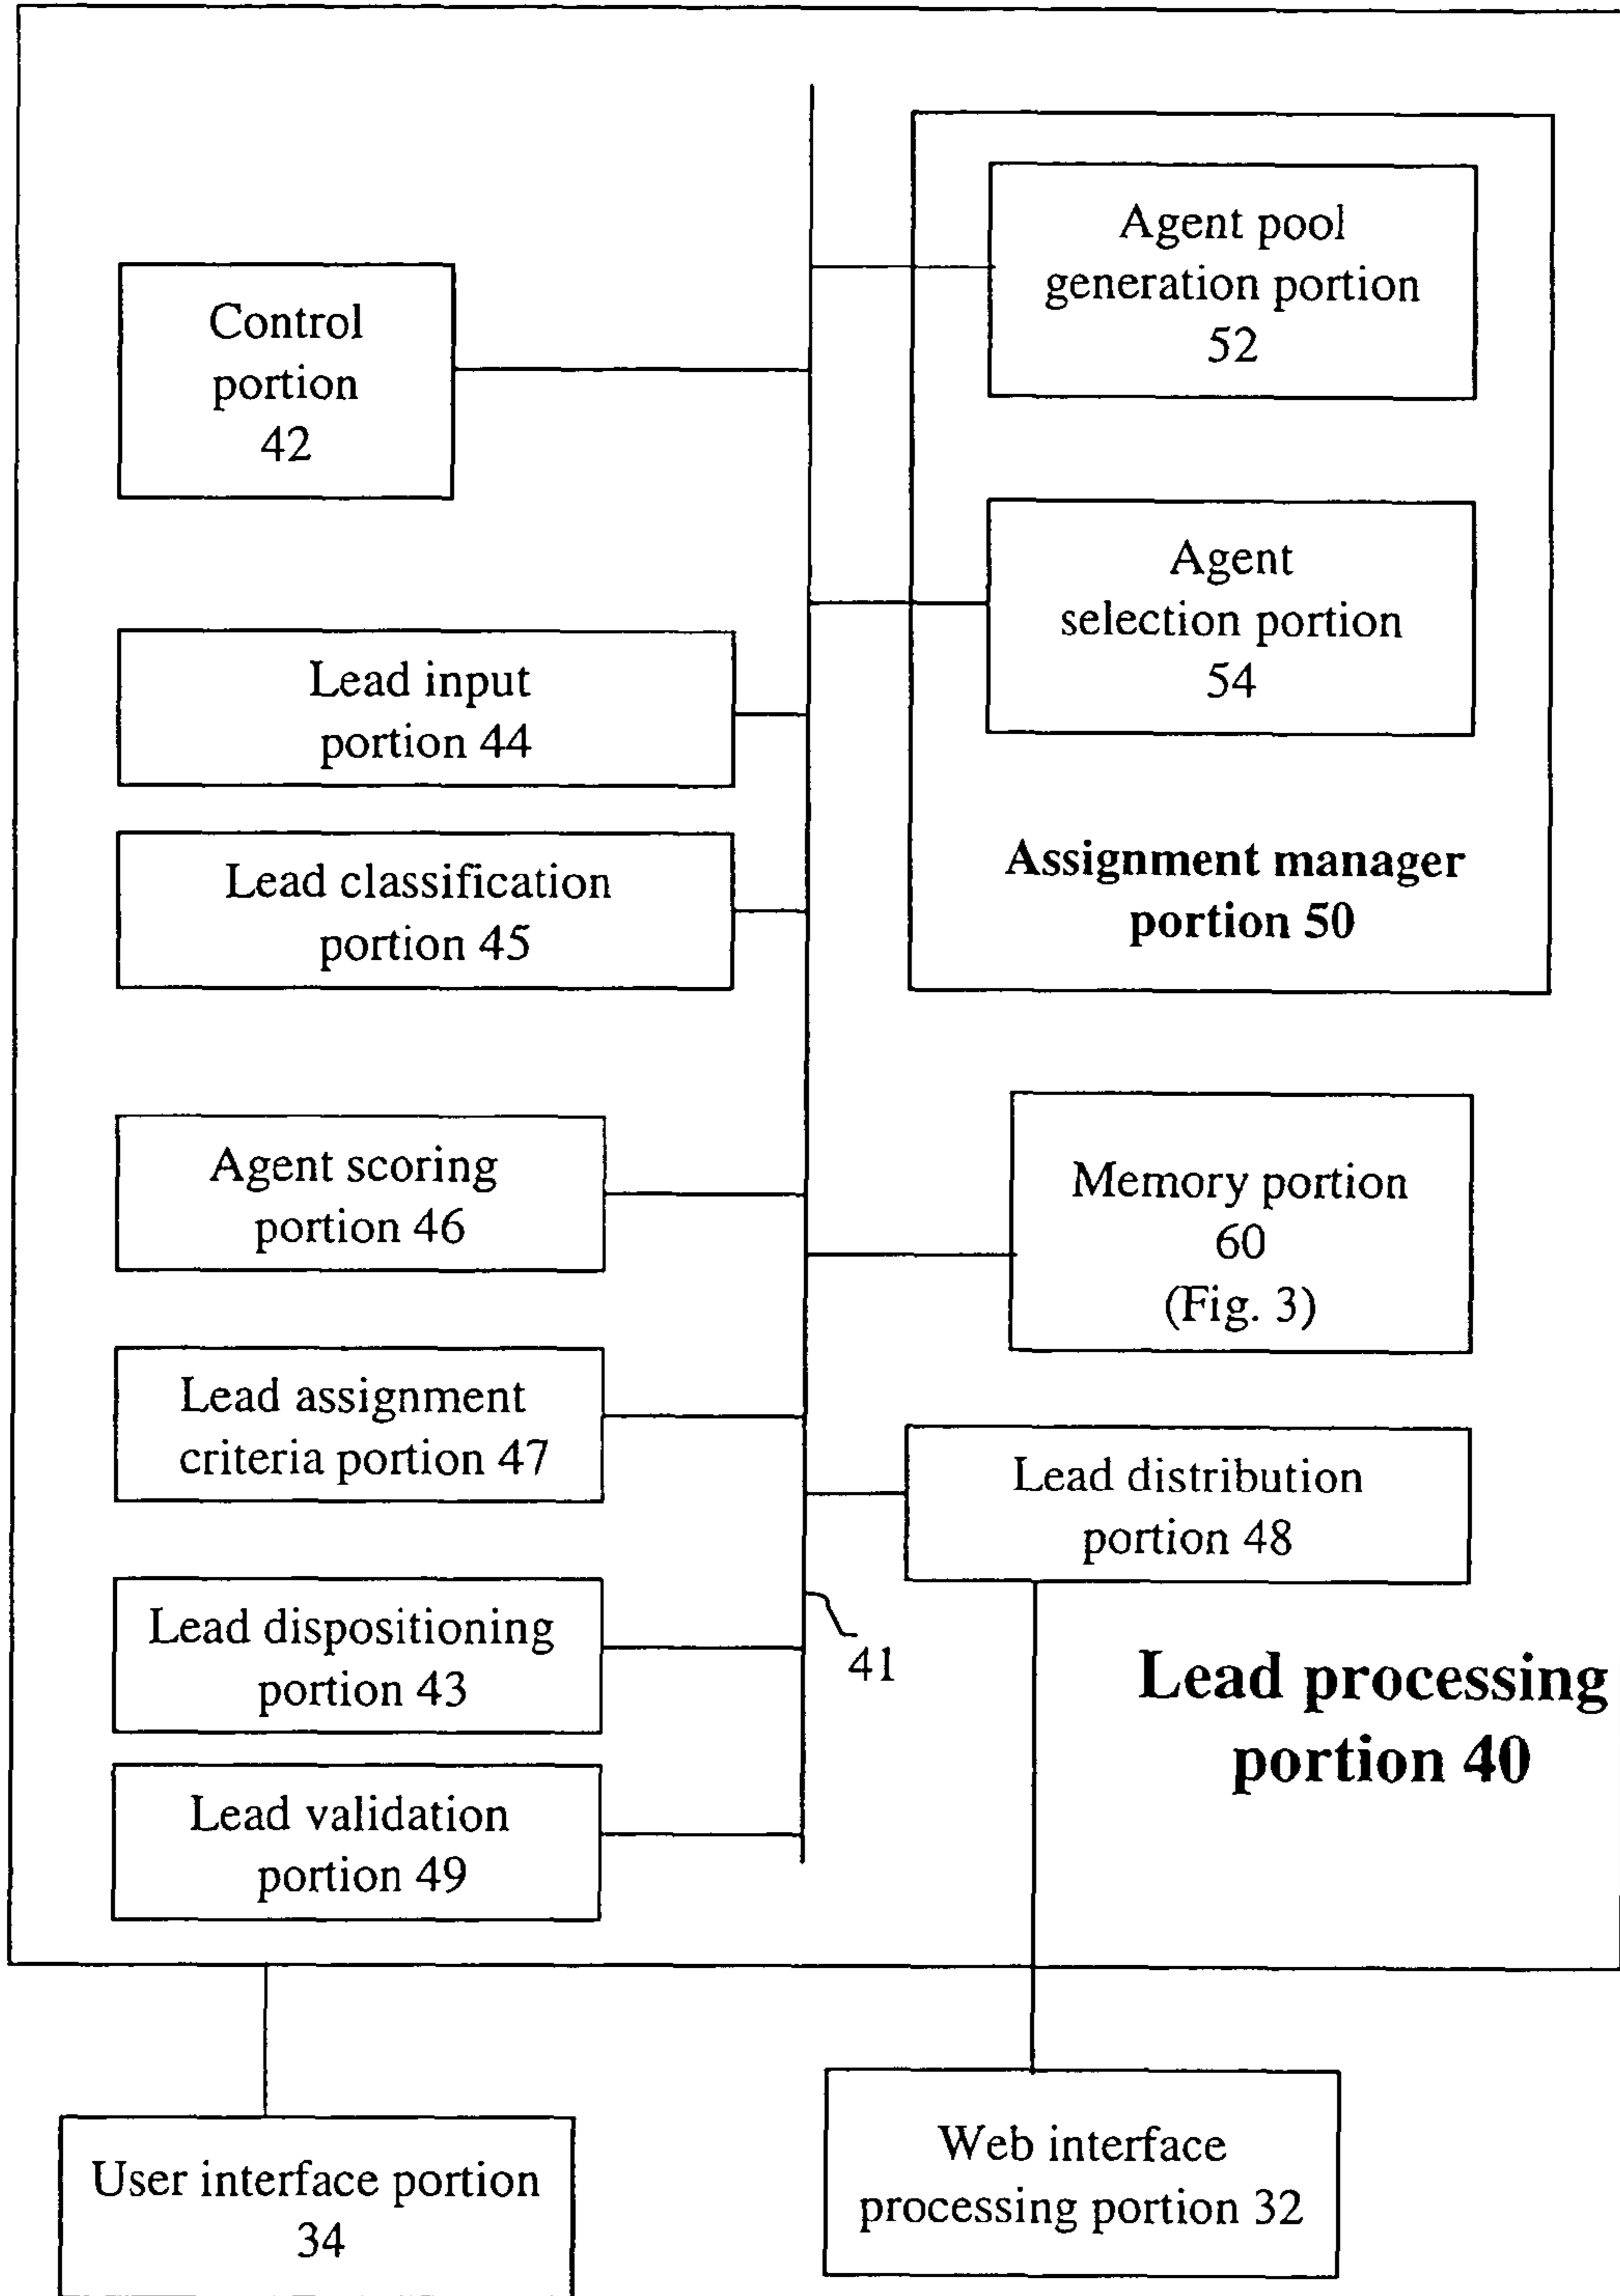 Control
portion
42
Lead input
portion 44
Lead classification
portion 45
Agent scoring
portion 46
Lead assignment
criteria portion 47
Lead dispositioning
portion 43
Lead validation
portion 49
41
Agent pool
generation portion
52
Agent
selection portion
54
Assignment manager
portion 50
Memory portion
60
(Fig. 3)
Lead distribution
portion 48
Lead processing
portion 40
User interface portion
34
Web interface
processing portion 32